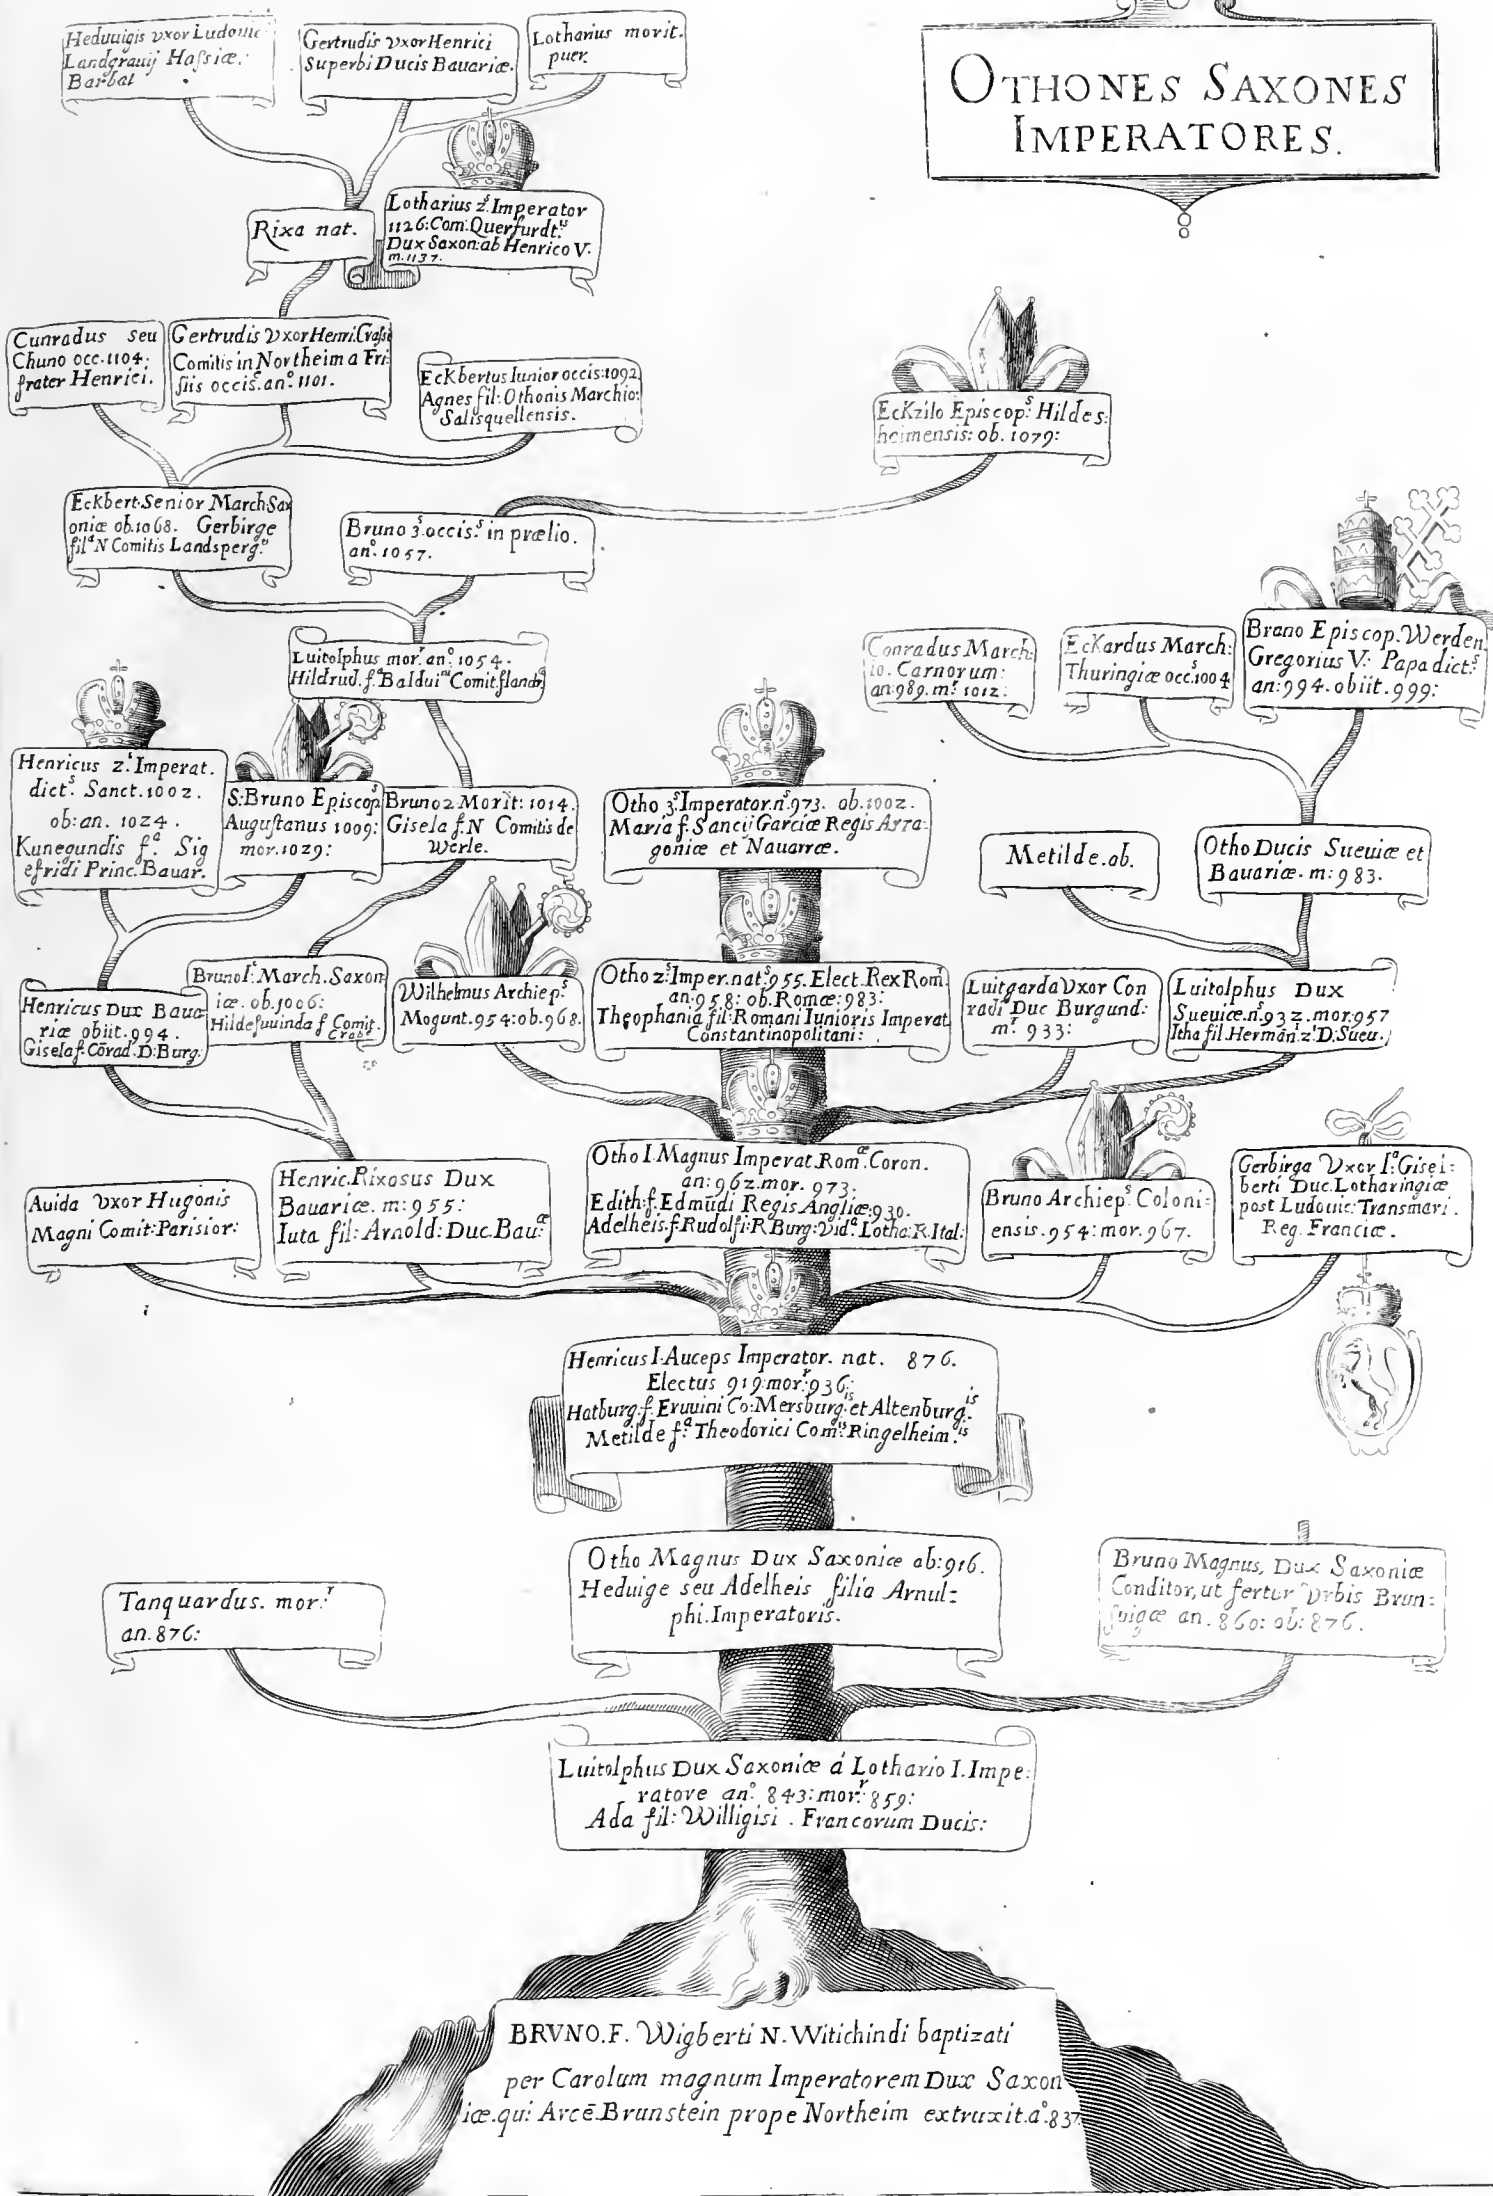 OTHONES SAXONES
IMPERATORES.
Heduuigis vxor Ludouic
Landgrauij Hassiæ.
Barbat
Gertrudis vxor Henrici
Superbi Ducis Bauariæ.
Lotharius morit.
puer.
Rixa nat.
Lotharius 2.s Imperator
1126: Com: Querfurdt.us
Dux Saxon: ab Henrico V.
m. 1137.
Cunradus seu
Chuno occ. 1104.
frater Henrici.
Gertrudis Vxor Henri. Crassi
Comitis in Northeim a Fri
siis occis.s an.o 1101.
EcKbertus Iunior occis: 1092
Agnes fil: Othonis Marchio:
Salisquellensis.
EcKzilo Episcop.s Hildes:
heimensis: ob. 1079:
EcKbert. Senior March. Sax
oniæ ob. 1068. Gerbirge
fil.a N Comitis Landsperg.
Bruno 3.s occis.s in prælio.
an.o 1057.
Luitolphus mor.r an.o 1054.
Hildrud. f.a Baldui.ni Comit. fland.
Conradus March:
io. Carnorum:
an: 989. m.r 1012:
EcKardus March:
Thuringiæ occ.s 1004
Bruno Episcop. Werden.
Gregorius V: Papa dict.s
an: 994. obiit. 999:
Henricus 2. Imperat.
dict.s Sanct. 1002.
ob: an. 1024.
Kunegundis f.a Sig
efridi Princ. Bauar.
S: Bruno Episcop.s
Augustanus 1009:
mor. 1029:
Bruno 2. Morit: 1014.
Gisela f. N Comitis de
Werle.
Otho 3.s Imperator. n.s 973. ob. 1002.
Maria f. Sancij Garciæ Regis Arra-
goniæ et Nauarræ.
Metilde. ob.
Otho Ducis Sueuiæ et
Bauariæ. m: 983.
Henricus Dux Baua
riæ obiit. 994.
Gisela f. Corad. D: Burg:
Bruno I. March. Saxon
iæ. ob. 1006:
Hildesuuinda f Comit.
Wilhelmus Archiep.s
Mogunt. 954: ob. 968.
Otho 2.s Imper. nat.s 955. Elect. Rex Rom.
an. 958: ob. Romæ: 983:
Theophania fil: Romani Iunioris Imperat
Constantinopolitani:
Luitgarda Vxor Con
radi Duc Burgund:
m.r 933:
Luitolphus Dux
Sueuiæ. n.s 932. mor. 957
Itha fil. Herman. 2. D. Sueu.
Auida vxor Hugonis
Magni Comit: Parisior:
Henric. Rixosus Dux
Bauariæ. m: 955:
Iuta fil: Arnold: Duc. Bau.æ
Otho I. Magnus Imperat. Rom.æ Coron.
an: 962. mor. 973:
Edith: f. Edmūdi Regis Angliæ: 930.
Adelheis. f. Rudolfi: R Burg: Vid.a Lotha: R. Ital:
Bruno Archiep.s Coloni=
ensis. 954: mor. 967.
Gerbirga Vxor I: Gisel:
berti Duc. Lotharingiæ
post Ludouic: Transmari.
Reg. Franciæ.
Henricus I. Auceps Imperator. nat. 876.
Electus 919: mor.r 936:
Hatburg. f. Eruuini Co: Mersburg.is et Altenburg.is
Metilde f.a Theodorici Com.is Ringelheim.is
Otho Magnus Dux Saxoniæ ob: 916.
Heduige seu Adelheis filia Arnul=
phi. Imperatoris.
Tanquardus. mor.r
an. 876:
Bruno Magnus, Dux Saxoniæ
Conditor, ut fertur Vrbis Brun=
suigæ an. 860: ob: 876.
Luitolphus Dux Saxoniæ á Lothario I. Impe:
ratore an.o 843: mor.r 859:
Ada fil: Willigisi . Francorum Ducis:
BRVNO. F. Wigberti N. Witichindi baptizati
per Carolum magnum Imperatorem Dux Saxon
iæ. qui Arcē Brunstein prope Northeim extruxit. a.o 837